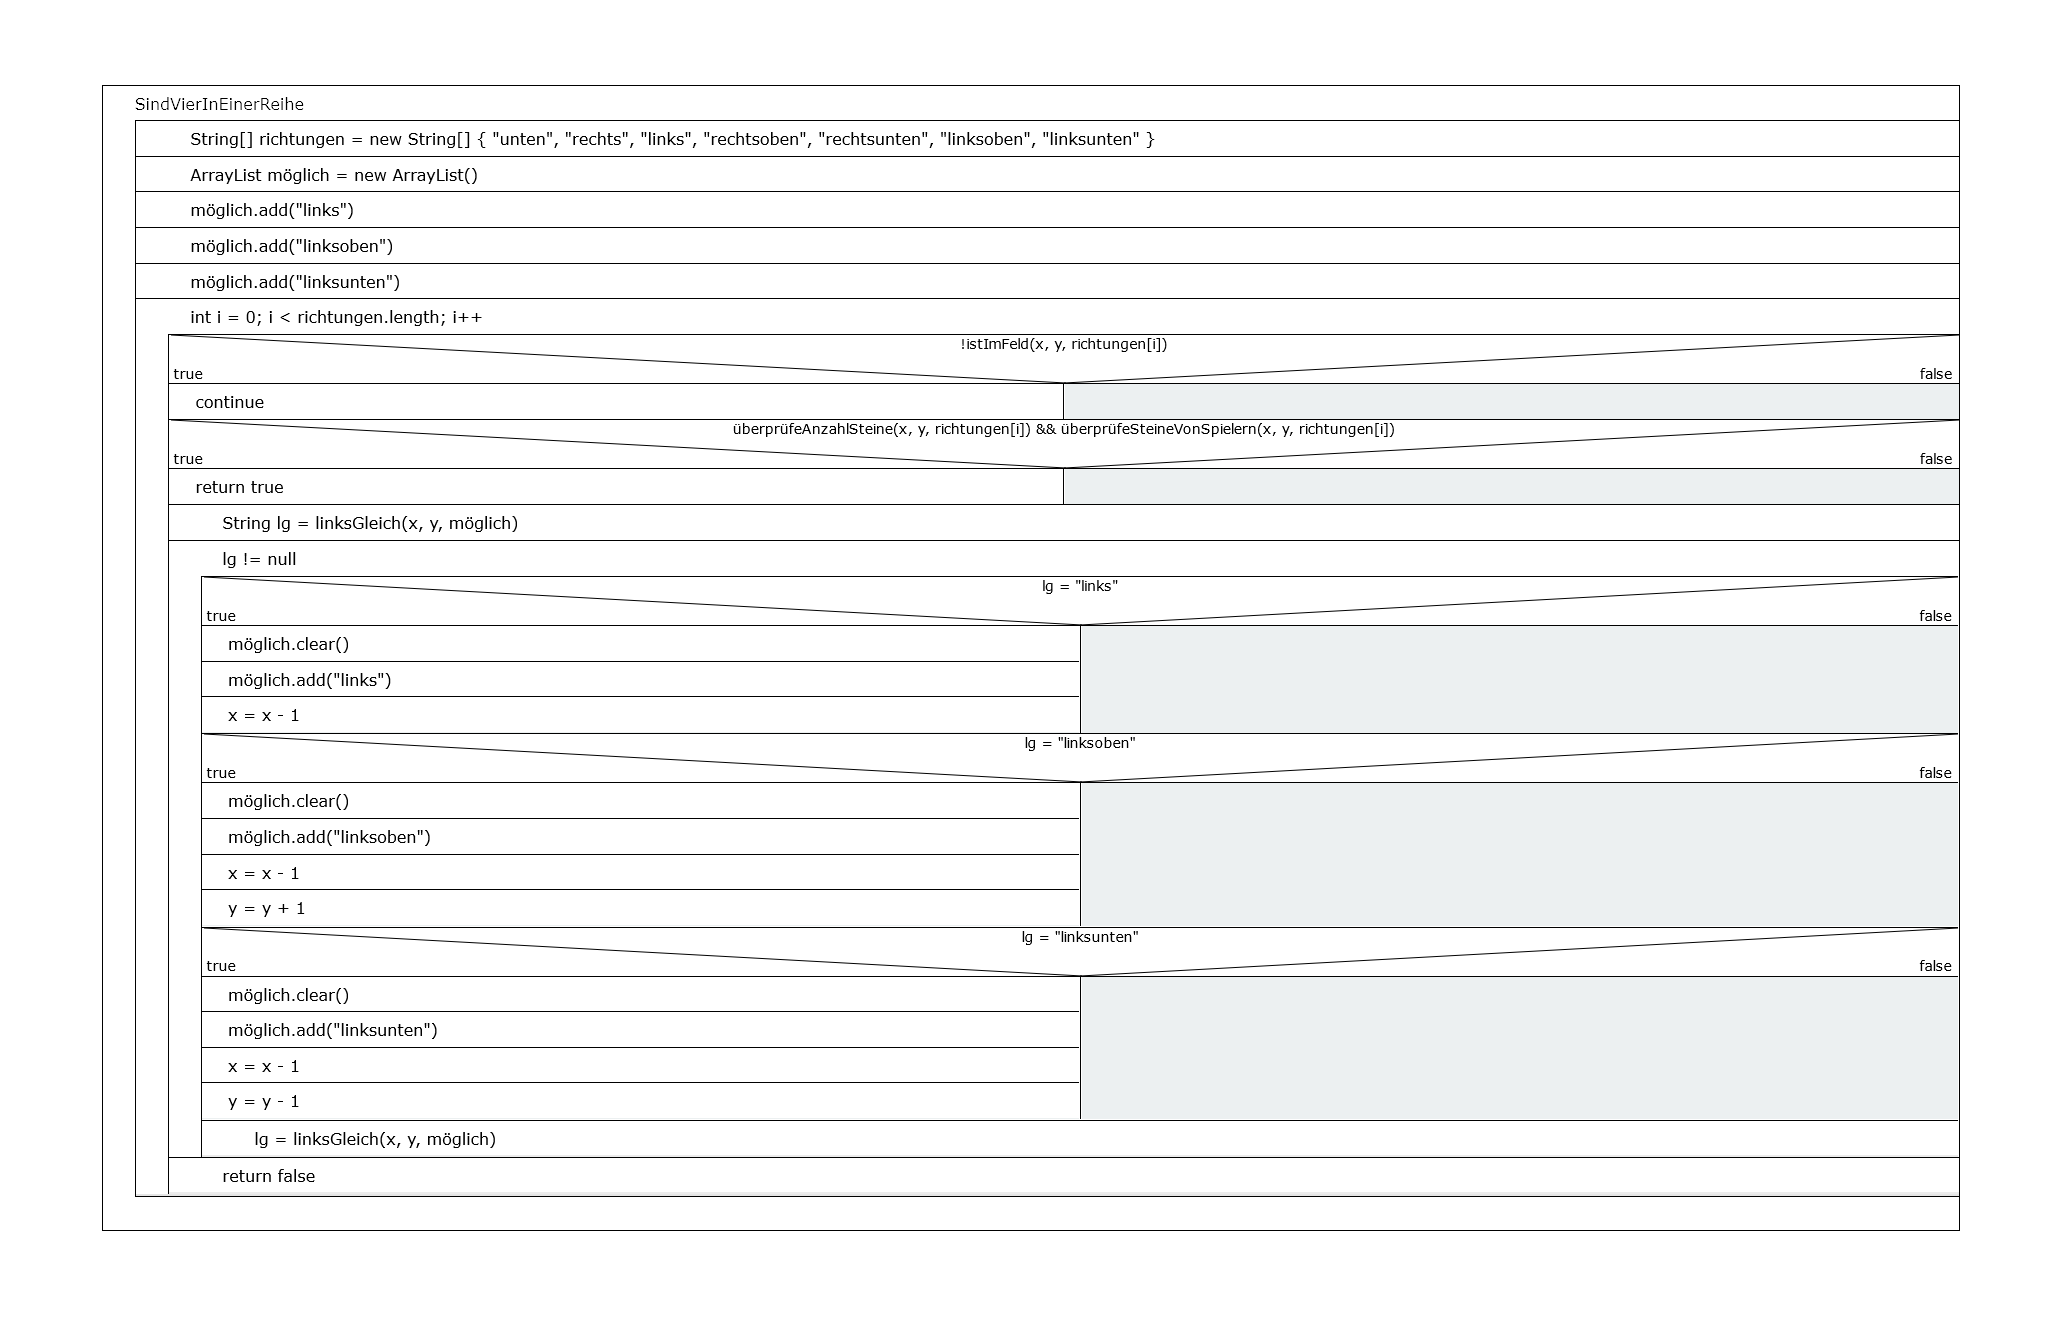 SindVierInEinerReihe
String[] richtungen = new String[] { "unten", "rechts", "links", "rechtsoben", "rechtsunten", "linksoben", "linksunten" }
ArrayList möglich = new ArrayList()
möglich.add("links")
möglich.add("linksoben")
möglich.add("linksunten")
int i = 0; i < richtungen.length; i++
!istImFeld(x, y, richtungen[i])
true
false
continue
überprüfeAnzahlSteine(x, y, richtungen[i]) && überprüfeSteineVonSpielern(x, y, richtungen[i])
true
false
return true
String lg = linksGleich(x, y, möglich)
lg != null
lg = "links"
true
false
möglich.clear()
möglich.add("links")
x = x - 1
lg = "linksoben"
true
false
möglich.clear()
möglich.add("linksoben")
x = x - 1
y = y + 1
lg = "linksunten"
true
false
möglich.clear()
möglich.add("linksunten")
x = x - 1
y = y - 1
lg = linksGleich(x, y, möglich)
return false